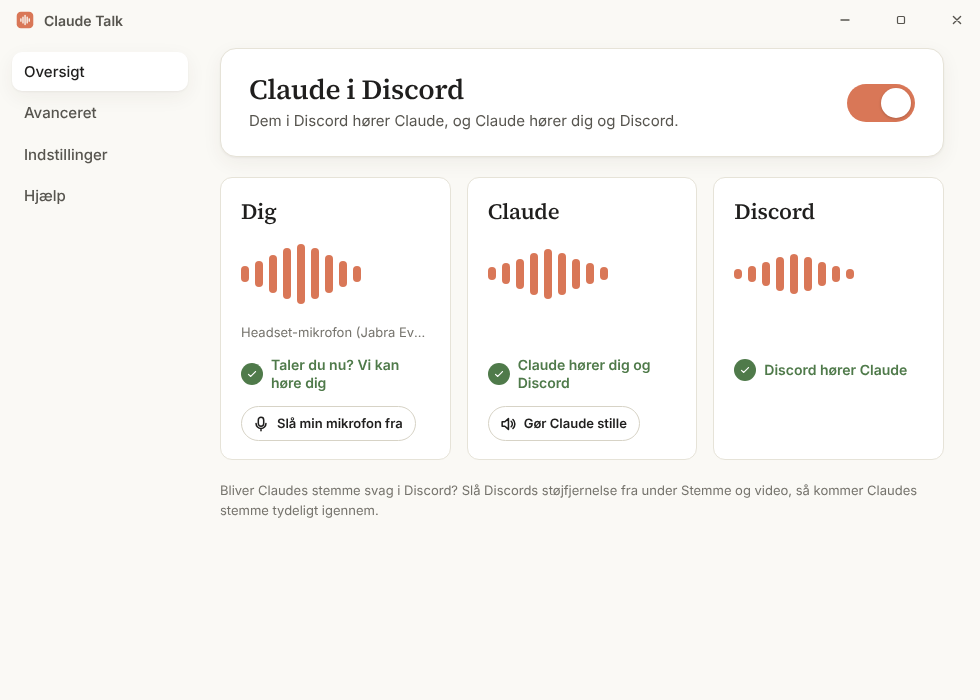 Claude Talk
Oversigt
Avanceret
Indstillinger
Hjælp
Claude i Discord
Dem i Discord hører Claude, og Claude hører dig og Discord.
Dig
Headset-mikrofon (Jabra Ev...
Taler du nu? Vi kan
høre dig
Slå min mikrofon fra
Claude
Claude hører dig og
Discord
Gør Claude stille
Discord
Discord hører Claude
Bliver Claudes stemme svag i Discord? Slå Discords støjfjernelse fra under Stemme og video, så kommer Claudes
stemme tydeligt igennem.